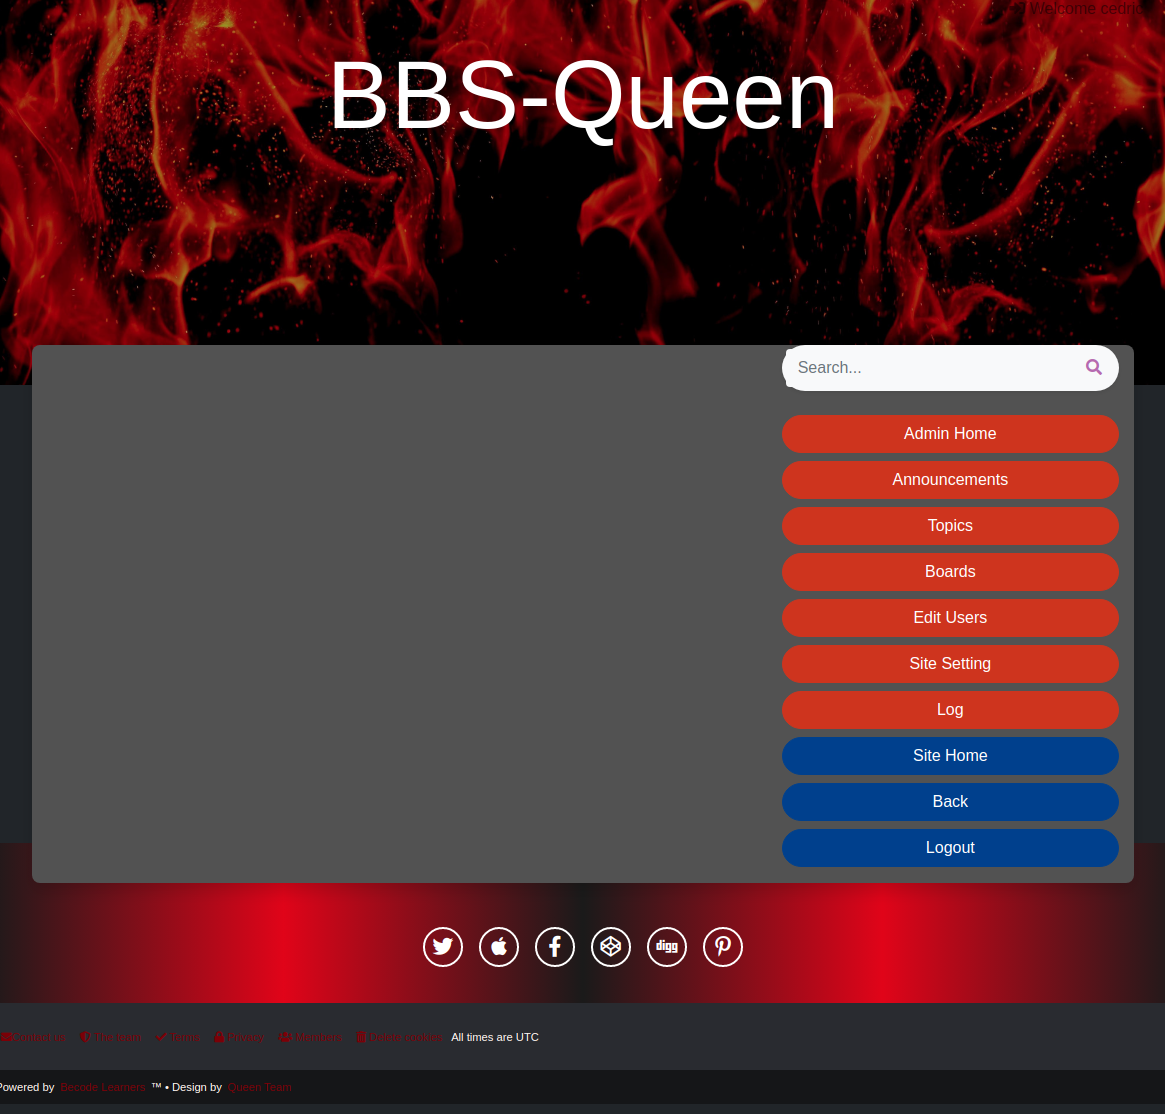 Welcome cedric
BBS-Queen
Search...
Admin Home
Announcements
Topics
Boards
Edit Users
Site Setting
Log
Site Home
Back
Logout
digg
Contact us The team Terms Privacy Members Delete cookies All times are UTC
Powered by Becode Learners ™ • Design by Queen Team